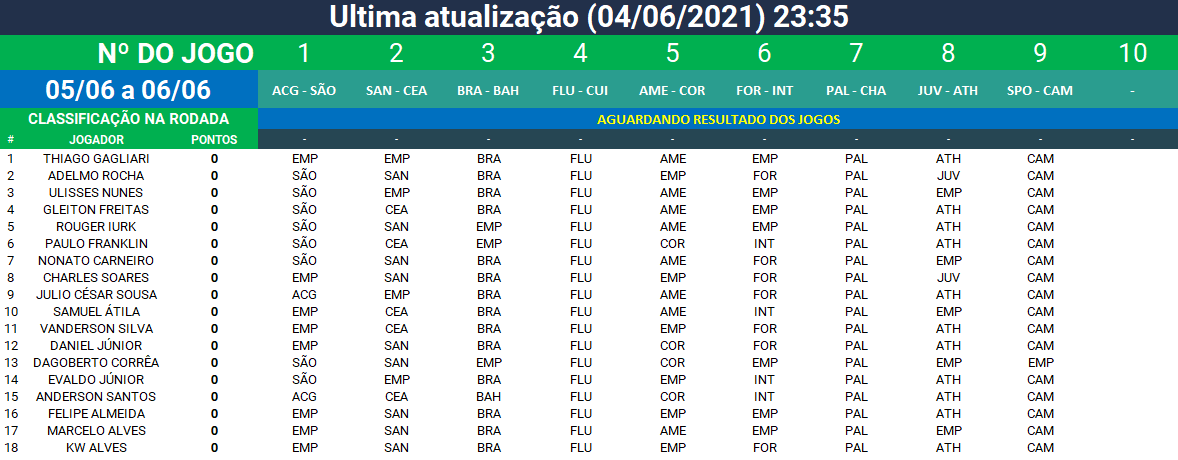 Ultima atualização (04/06/2021) 23:35
Nº DO JOGO 1 2 3 4 5 6 7 8 9 10
05/06 a 06/06 ACG - SÃO SAN - CEA BRA - BAH FLU - CUI AME - COR FOR - INT PAL - CHA JUV - ATH SPO - CAM -
CLASSIFICAÇÃO NA RODADA AGUARDANDO RESULTADO DOS JOGOS
# JOGADOR PONTOS - - - - - - - - - -
1 THIAGO GAGLIARI 0 EMP EMP BRA FLU AME EMP PAL ATH CAM
2 ADELMO ROCHA 0 SÃO SAN BRA FLU EMP FOR PAL JUV CAM
3 ULISSES NUNES 0 SÃO EMP BRA FLU AME EMP PAL EMP CAM
4 GLEITON FREITAS 0 SÃO CEA BRA FLU AME EMP PAL ATH CAM
5 ROUGER IURK 0 SÃO SAN EMP FLU AME EMP PAL ATH CAM
6 PAULO FRANKLIN 0 SÃO CEA EMP FLU COR INT PAL ATH CAM
7 NONATO CARNEIRO 0 SÃO SAN BRA FLU AME FOR PAL EMP CAM
8 CHARLES SOARES 0 EMP SAN BRA FLU EMP FOR PAL JUV CAM
9 JULIO CÉSAR SOUSA 0 ACG EMP BRA FLU AME FOR PAL ATH CAM
10 SAMUEL ÁTILA 0 EMP CEA BRA FLU AME INT PAL EMP CAM
11 VANDERSON SILVA 0 EMP CEA BRA FLU EMP FOR PAL ATH CAM
12 DANIEL JÚNIOR 0 EMP SAN BRA FLU COR FOR PAL ATH CAM
13 DAGOBERTO CORRÊA 0 SÃO SAN EMP FLU COR EMP PAL EMP EMP
14 EVALDO JÚNIOR 0 SÃO EMP BRA FLU EMP INT PAL ATH CAM
15 ANDERSON SANTOS 0 ACG CEA BAH FLU COR INT PAL ATH CAM
16 FELIPE ALMEIDA 0 EMP SAN BRA FLU EMP EMP PAL ATH CAM
17 MARCELO ALVES 0 EMP SAN BRA FLU AME EMP PAL EMP CAM
18 KW ALVES 0 EMP SAN BRA FLU EMP FOR PAL ATH CAM